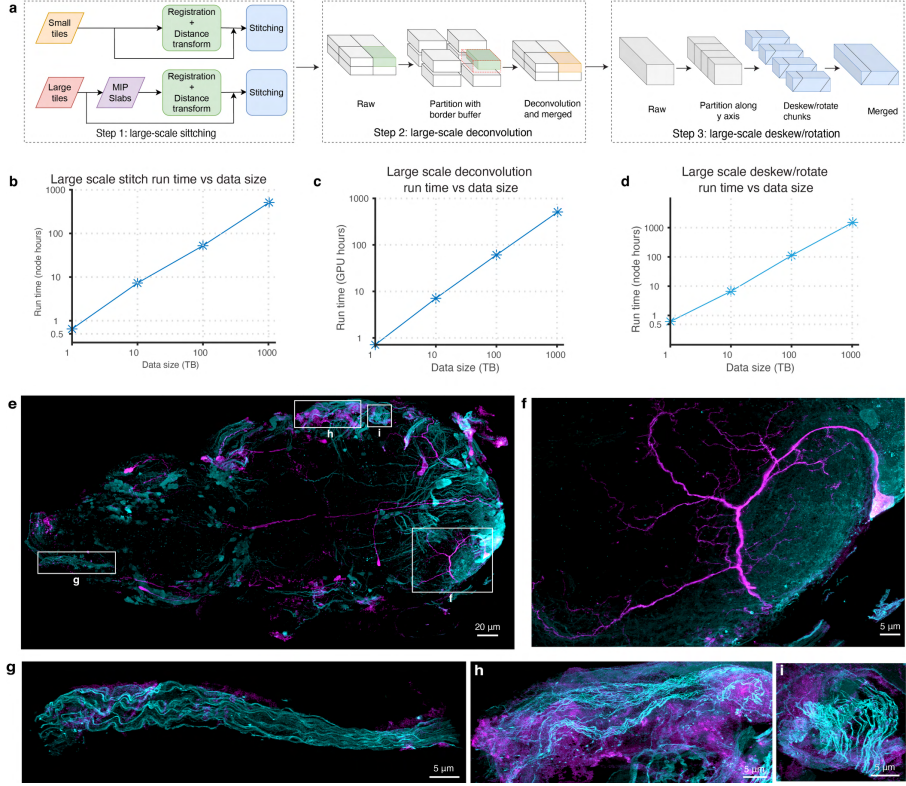 a
Small
tiles
Registration
+
Distance
transform
Stitching
Large
tiles
MIP
Slabs
Registration
+
Distance
transform
Stitching
Step 1: large-scale sittching
Raw
Partition with
border buffer
Deconvolution
and merged
Step 2: large-scale deconvolution
Raw
Partition along
y axis
Deskew/rotate
chunks
Merged
Step 3: large-scale deskew/rotation
b
Large scale stitch run time vs data size
Run time (node hours)
1000
100
10
1
0.5
1
10
100
1000
Data size (TB)
c
Large scale deconvolution
run time vs data size
Run time (GPU hours)
1000
100
10
1
1
10
100
1000
Data size (TB)
d
Large scale deskew/rotate
run time vs data size
Run time (node hours)
1000
100
10
1
0.5
1
10
100
1000
Data size (TB)
e
h
i
g
f
20 µm
f
5 µm
g
5 µm
h
5 µm
i
5 µm